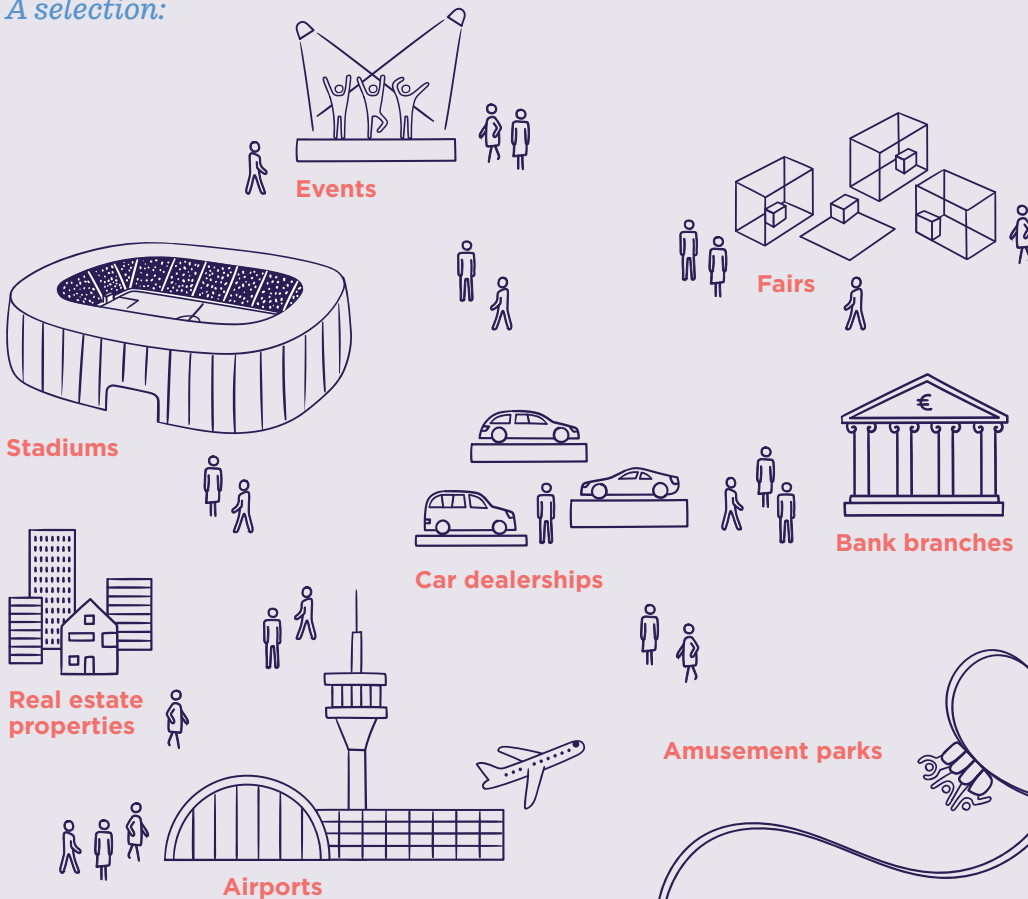 A selection:
Events
Fairs
Stadiums
€
Bank branches
Car dealerships
Real estate
properties
Amusement parks
Airports